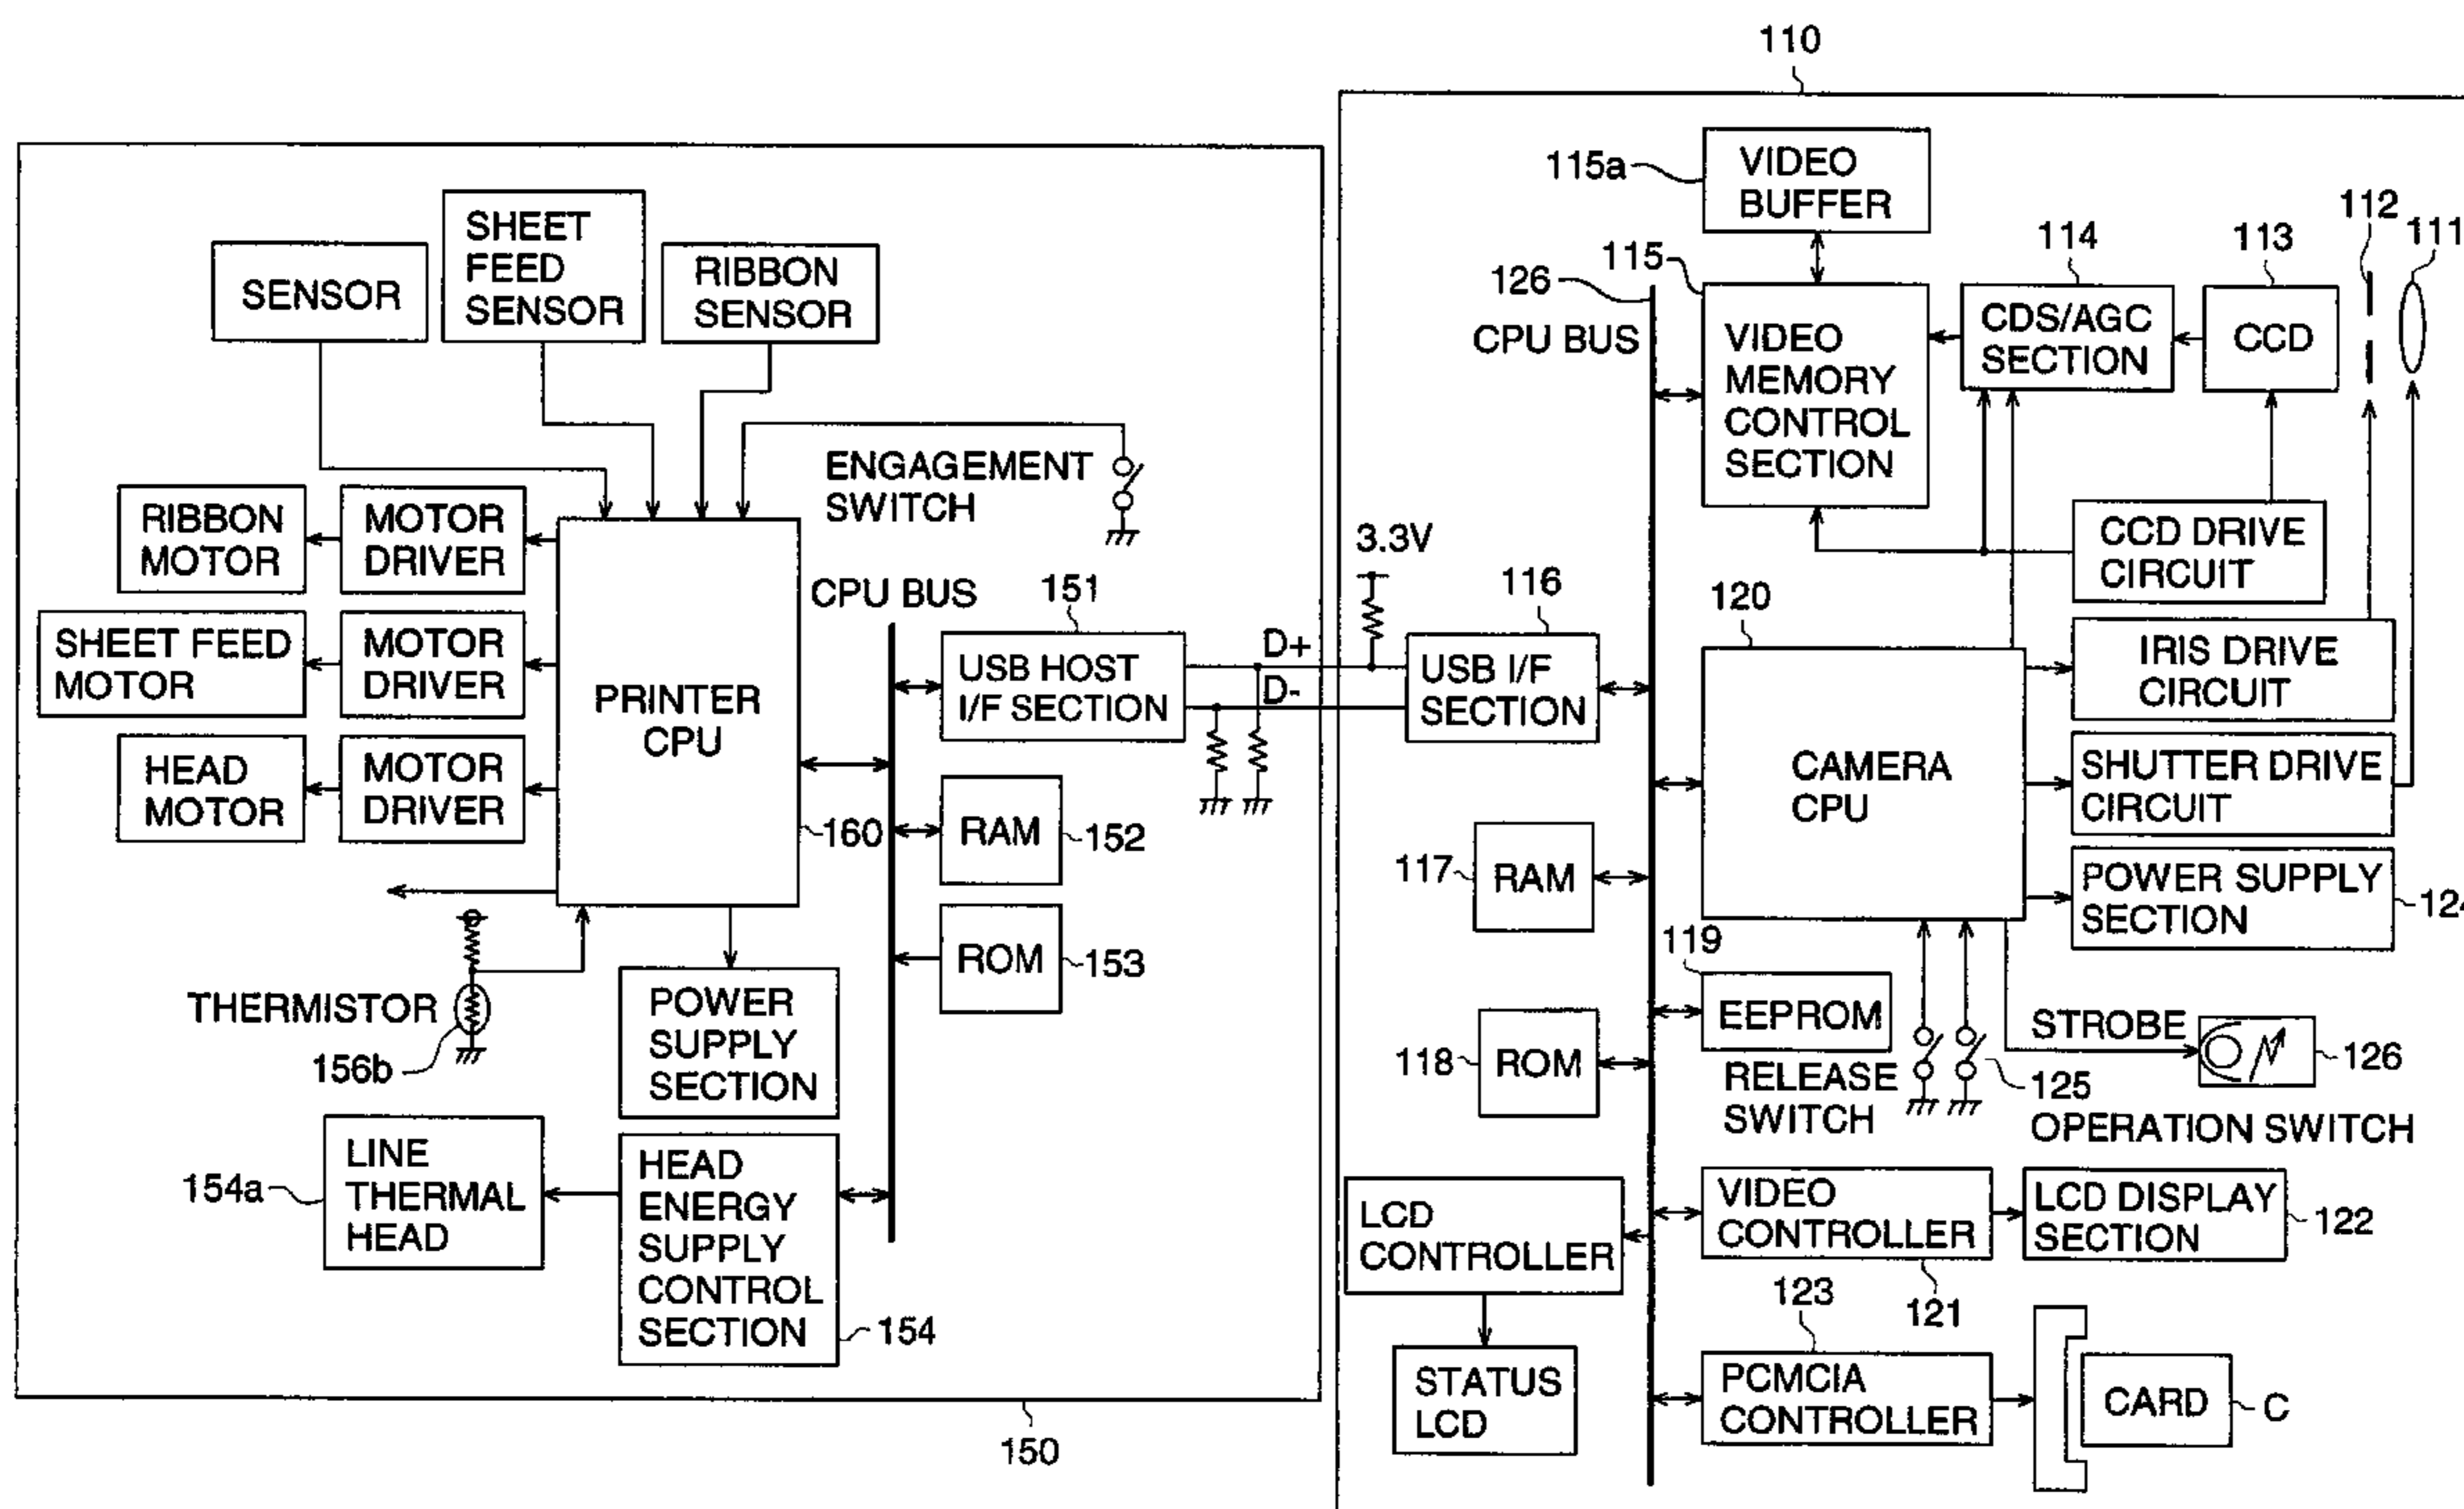 110
115a
VIDEO
BUFFER
112
111
SHEET
FEED
SENSOR
SENSOR
RIBBON
SENSOR
126
115
114
113
CPU BUS
VIDEO
MEMORY
CONTROL
SECTION
CDS/AGC
SECTION
CCD
ENGAGEMENT
SWITCH
RIBBON
MOTOR
MOTOR
DRIVER
3.3V
CCD DRIVE
CIRCUIT
CPU BUS
151
116
120
SHEET FEED
MOTOR
MOTOR
DRIVER
PRINTER
CPU
USB HOST
I/F SECTION
D+
D-
USB I/F
SECTION
IRIS DRIVE
CIRCUIT
HEAD
MOTOR
MOTOR
DRIVER
160
RAM
152
CAMERA
CPU
SHUTTER DRIVE
CIRCUIT
117
RAM
POWER SUPPLY
SECTION
ROM
153
119
EEPROM
THERMISTOR
156b
POWER
SUPPLY
SECTION
118
ROM
RELEASE
SWITCH
125
STROBE
126
OPERATION SWITCH
154a
LINE
THERMAL
HEAD
HEAD
ENERGY
SUPPLY
CONTROL
SECTION
154
LCD
CONTROLLER
VIDEO
CONTROLLER
121
LCD DISPLAY
SECTION
122
STATUS
LCD
123
PCMCIA
CONTROLLER
CARD
C
150